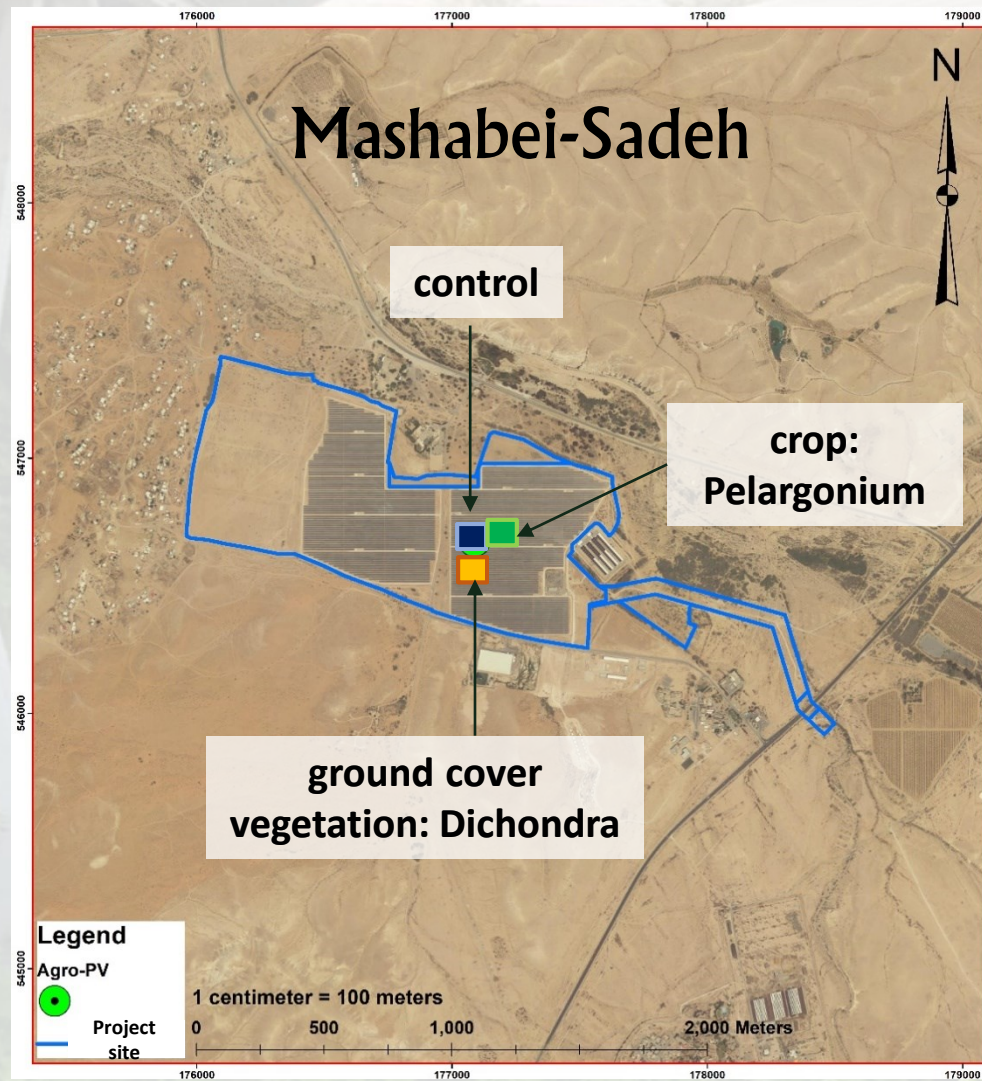 176000
177000
178000
179000
N
Mashabei-Sadeh
548000
control
crop:
Pelargonium
547000
546000
ground cover
vegetation: Dichondra
Legend
Agro-PV
Project
site
545000
1 centimeter = 100 meters
0 500 1,000 2,000 Meters
176000
177000
178000
179000